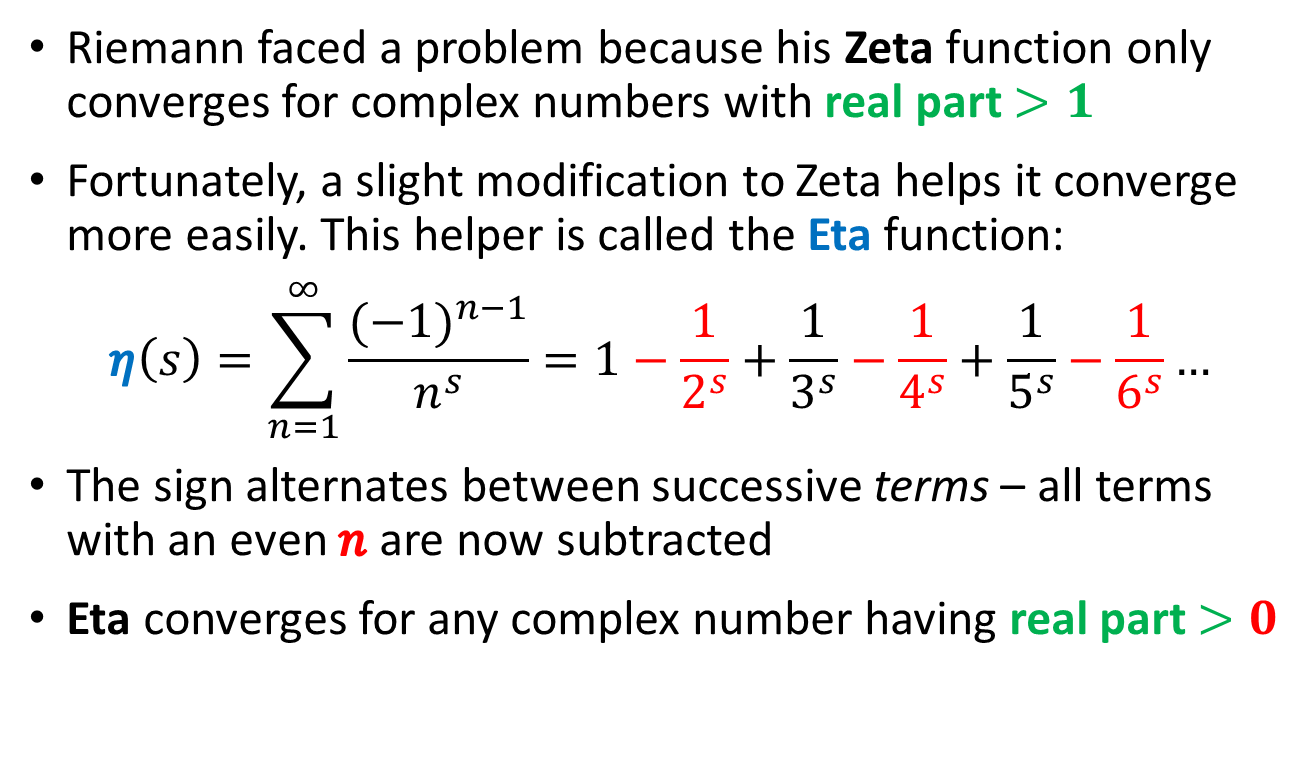 • Riemann faced a problem because his Zeta function only
converges for complex numbers with real part > 1
• Fortunately, a slight modification to Zeta helps it converge
more easily. This helper is called the Eta function:
η(s) = ∑_{n=1}^{∞} (−1)^{n−1} / n^s = 1 − 1/2^s + 1/3^s − 1/4^s + 1/5^s − 1/6^s ...
• The sign alternates between successive terms – all terms
with an even n are now subtracted
• Eta converges for any complex number having real part > 0